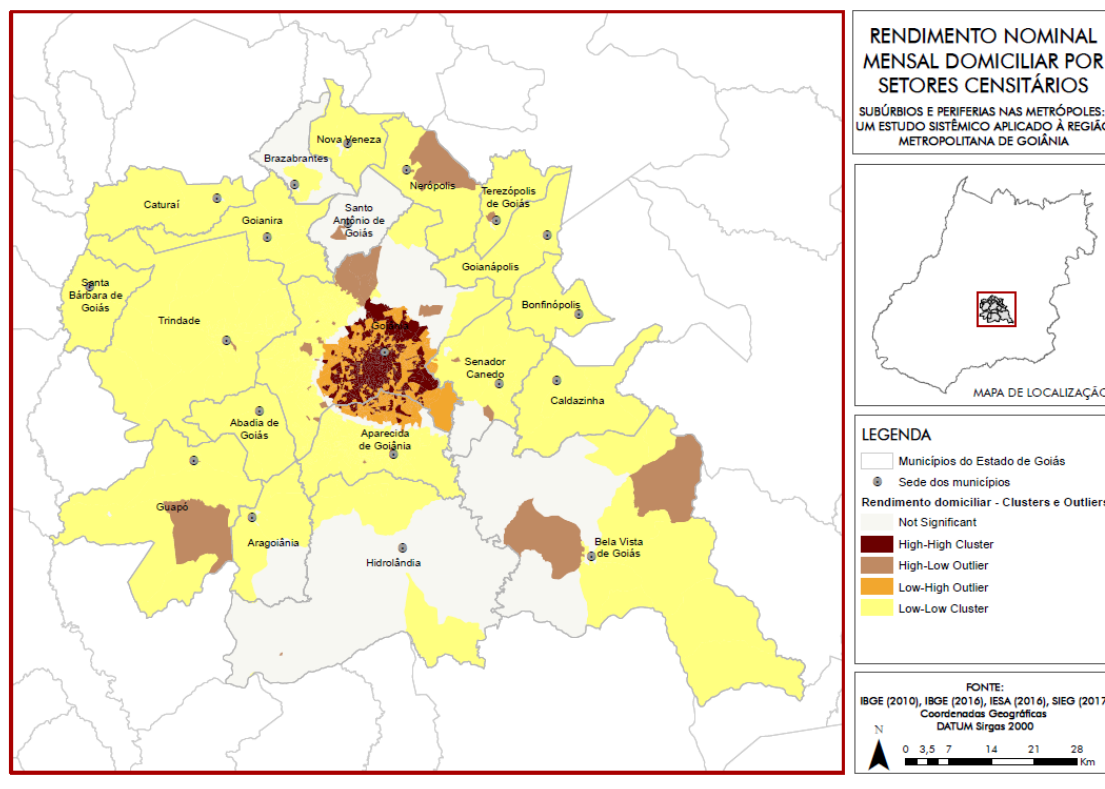 RENDIMENTO NOMINAL
MENSAL DOMICILIAR POR
SETORES CENSITÁRIOS
SUBÚRBIOS E PERIFERIAS NAS METRÓPOLES:
UM ESTUDO SISTÊMICO APLICADO À REGIÃO
METROPOLITANA DE GOIÂNIA
Nova Veneza
Brazabrantes
Nerópolis
Terezópolis
de Goiás
Caturaí
Goianira
Santo
Antônio de
Goiás
Goianápolis
Santa
Bárbara de
Goiás
Trindade
Bonfinópolis
Goiânia
Senador
Canedo
Caldazinha
Abadia de
Goiás
Aparecida
de Goiânia
Guapó
Aragoiânia
Hidrolândia
Bela Vista
de Goiás
MAPA DE LOCALIZAÇÃO
LEGENDA
Municípios do Estado de Goiás
Sede dos municípios
Rendimento domiciliar - Clusters e Outliers
Not Significant
High-High Cluster
High-Low Outlier
Low-High Outlier
Low-Low Cluster
FONTE:
IBGE (2010), IBGE (2016), IESA (2016), SIEG (2017
Coordenadas Geográficas
DATUM Sirgas 2000
N
0 3,5 7 14 21 28
Km